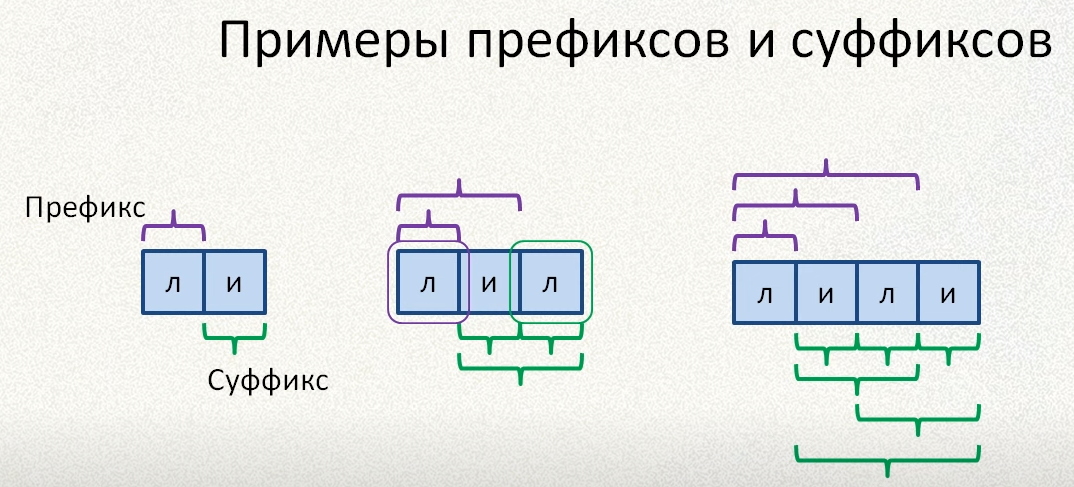 Примеры префиксов и суффиксов
Префикс
л и
Суффикс
л и л
л и л и